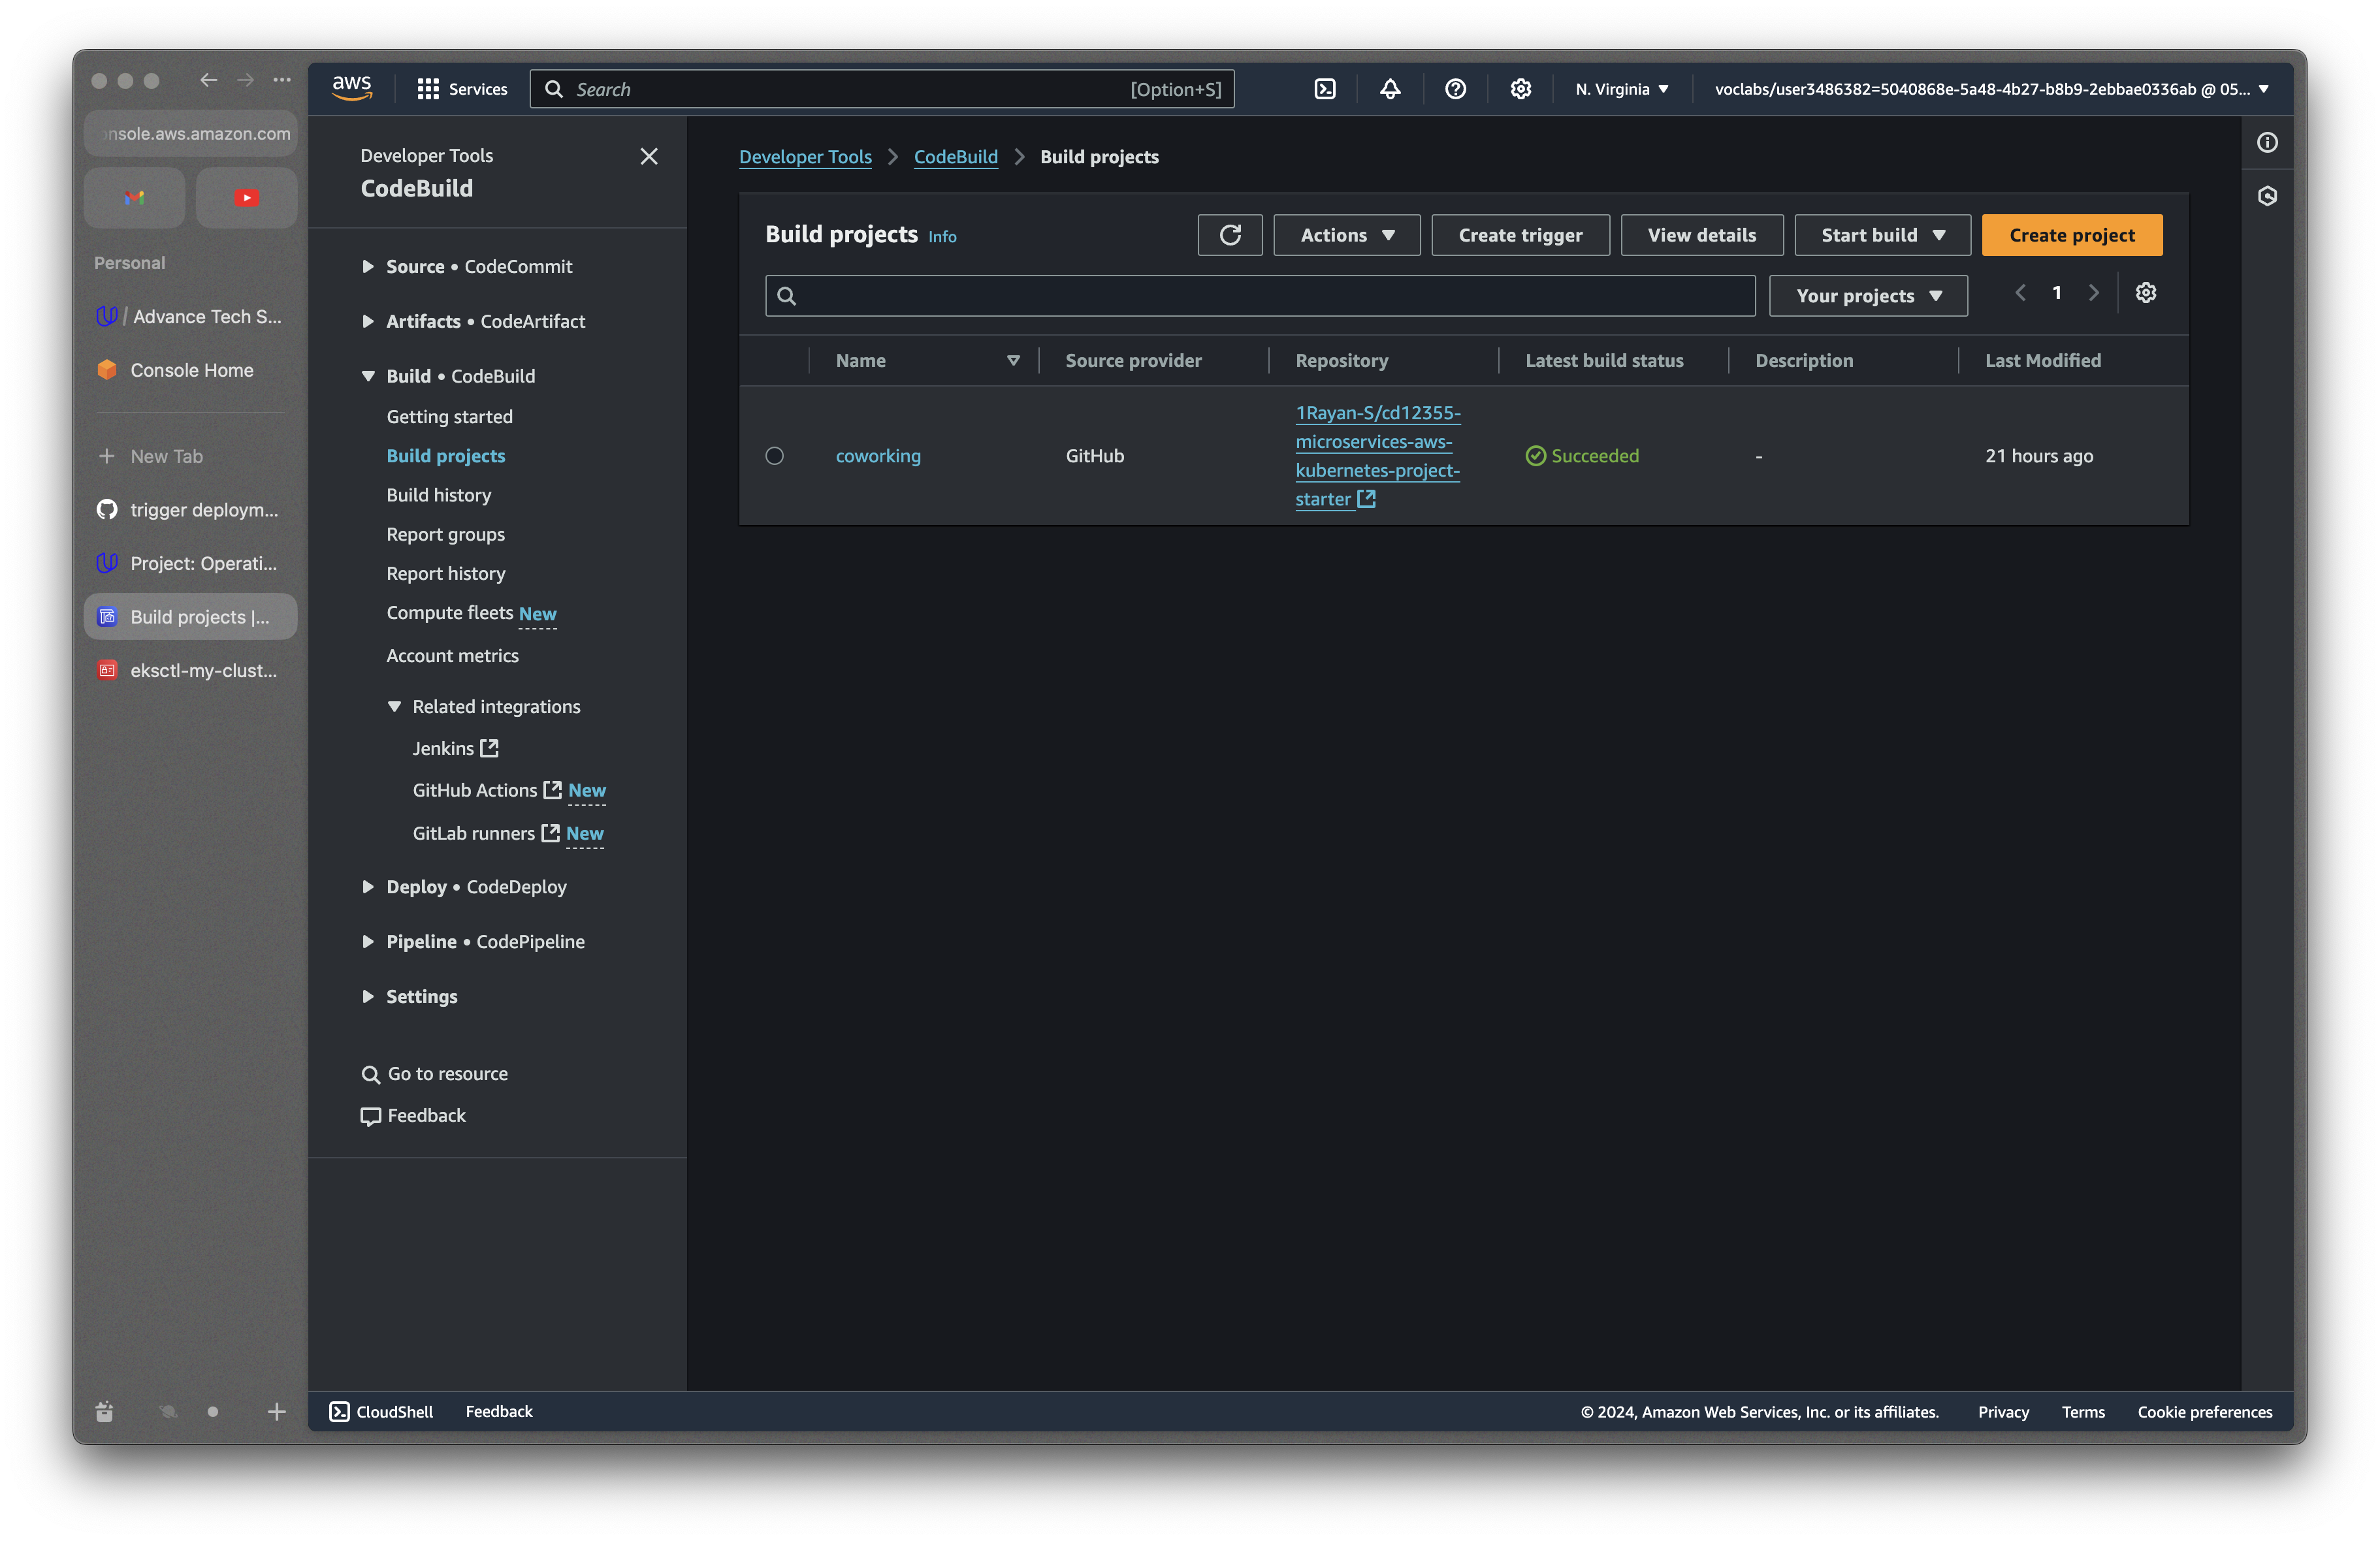 nsole.aws.amazon.com
Personal
/ Advance Tech S...
Console Home
New Tab
trigger deploym...
Project: Operati...
Build projects |...
eksctl-my-clust...
aws
Services
Search
[Option+S]
N. Virginia
voclabs/user3486382=5040868e-5a48-4b27-b8b9-2ebbae0336ab @ 05...
Developer Tools
CodeBuild
Source • CodeCommit
Artifacts • CodeArtifact
Build • CodeBuild
Getting started
Build projects
Build history
Report groups
Report history
Compute fleets New
Account metrics
Related integrations
Jenkins
GitHub Actions New
GitLab runners New
Deploy • CodeDeploy
Pipeline • CodePipeline
Settings
Go to resource
Feedback
Developer Tools
CodeBuild
Build projects
Build projects Info
Actions
Create trigger
View details
Start build
Create project
Your projects
1
Name
Source provider
Repository
Latest build status
Description
Last Modified
coworking
GitHub
1Rayan-S/cd12355-
microservices-aws-
kubernetes-project-
starter
Succeeded
-
21 hours ago
CloudShell
Feedback
© 2024, Amazon Web Services, Inc. or its affiliates.
Privacy
Terms
Cookie preferences